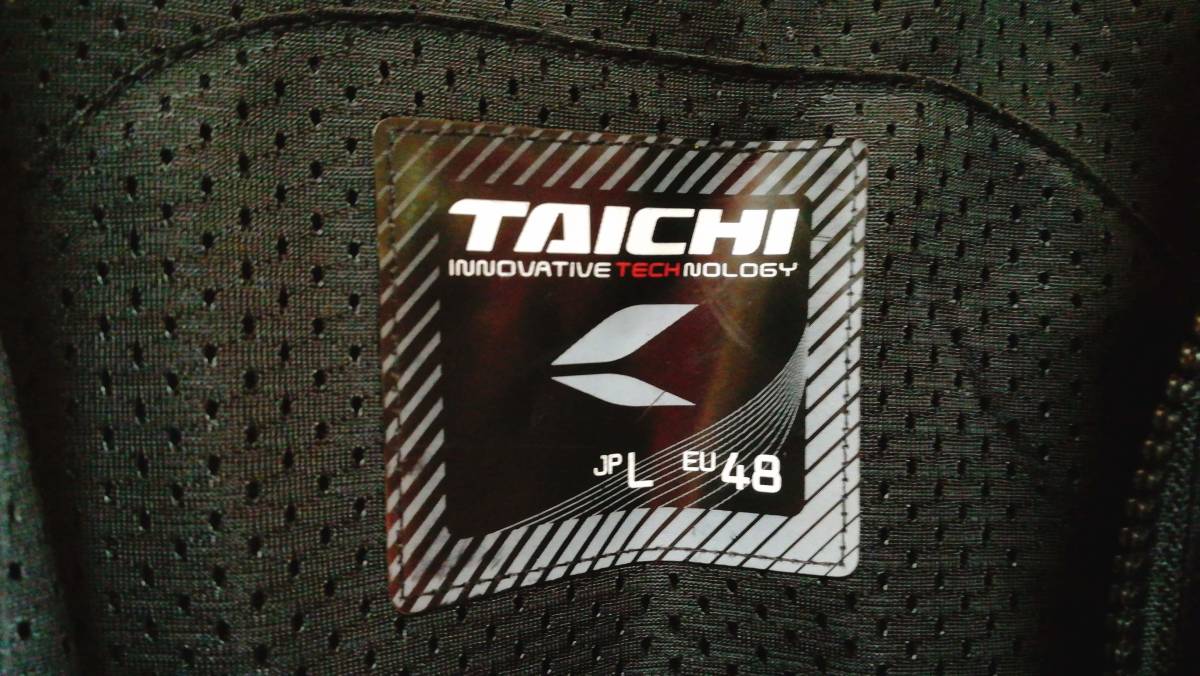 TAICHI
INNOVATIVE TECHNOLOGY
JP L EU 48